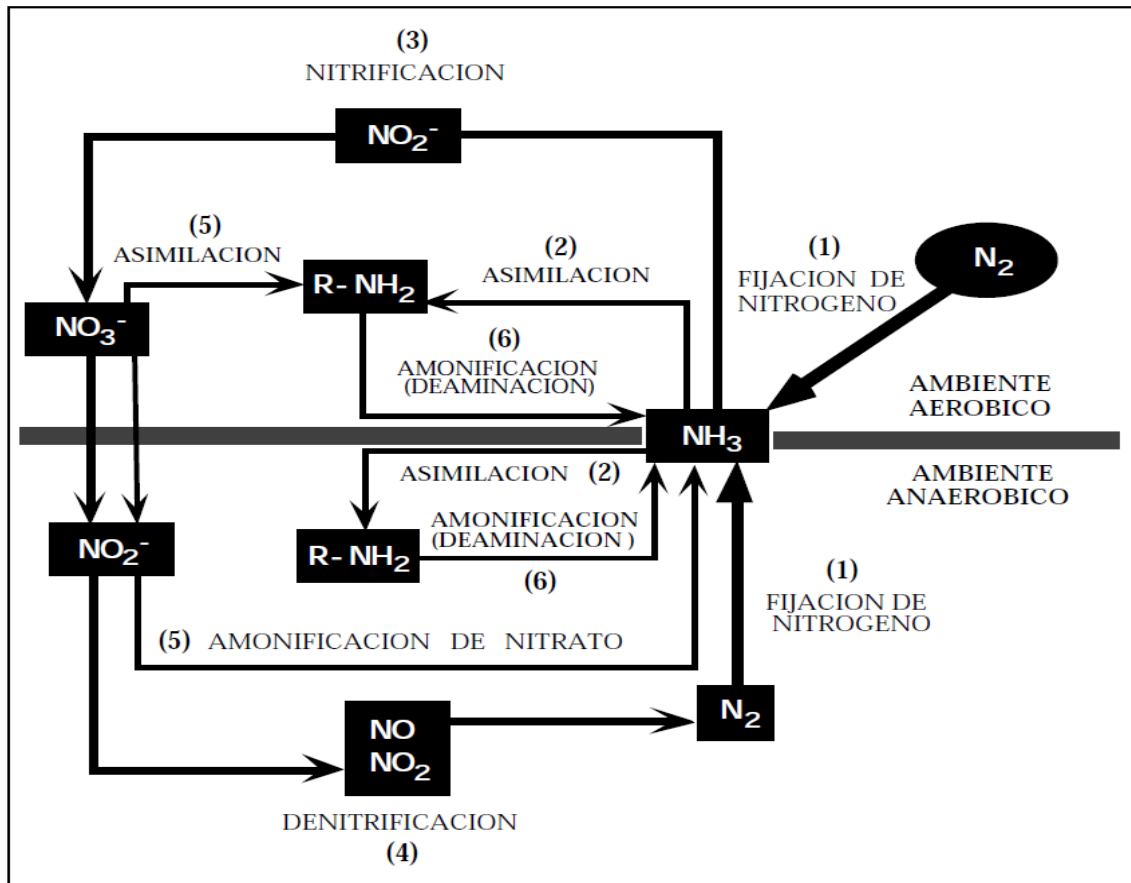 (3)
NITRIFICACION
NO₂⁻
(5)
ASIMILACION
(2)
ASIMILACION
(1)
FIJACION DE
NITROGENO
N₂
R- NH₂
NO₃⁻
(6)
AMONIFICACION
(DEAMINACION)
AMBIENTE
AEROBICO
NH₃
ASIMILACION (2)
AMBIENTE
ANAEROBICO
NO₂⁻
R- NH₂
AMONIFICACION
(DEAMINACION )
(6)
(1)
FIJACION DE
NITROGENO
(5) AMONIFICACION DE NITRATO
N₂
NO
NO₂
DENITRIFICACION
(4)